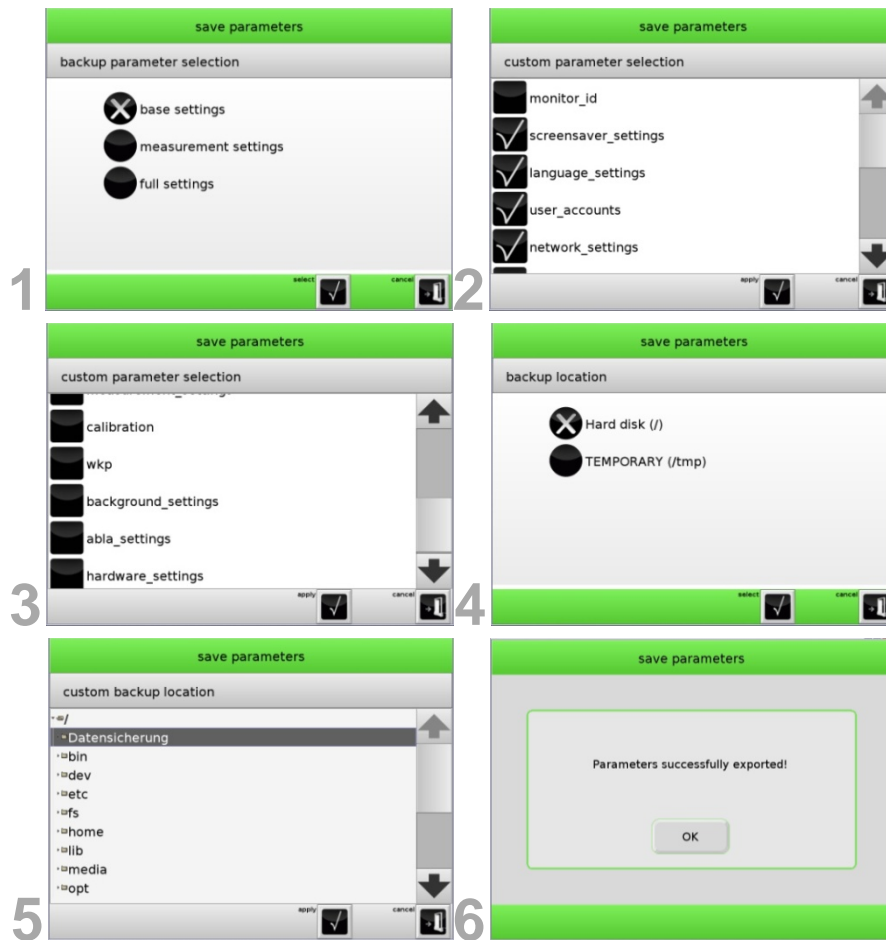 save parameters
backup parameter selection
base settings
measurement settings
full settings
select
cancel
1
save parameters
custom parameter selection
monitor_id
screensaver_settings
language_settings
user_accounts
network_settings
apply
cancel
2
save parameters
custom parameter selection
calibration
wkp
background_settings
abla_settings
hardware_settings
apply
cancel
3
save parameters
backup location
Hard disk (/)
TEMPORARY (/tmp)
select
cancel
4
save parameters
custom backup location
/
Datensicherung
bin
dev
etc
fs
home
lib
media
opt
apply
cancel
5
save parameters
Parameters successfully exported!
OK
6